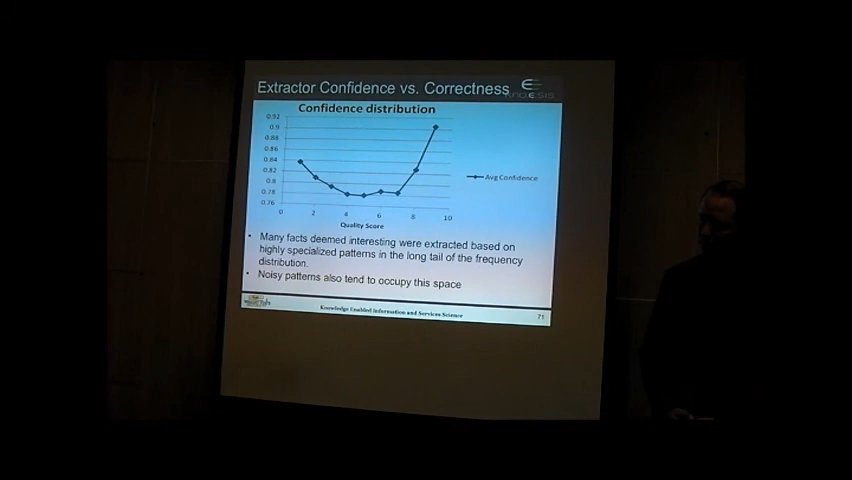 Extractor Confidence vs. Correctness
Confidence distribution
0.92
0.9
0.88
0.86
0.84
0.82
0.8
0.78
0.76
0 2 4 6 8 10
Quality Score
Avg Confidence
• Many facts deemed interesting were extracted based on
highly specialized patterns in the long tail of the frequency
distribution.
• Noisy patterns also tend to occupy this space
Knowledge Enabled Information and Services Science
71